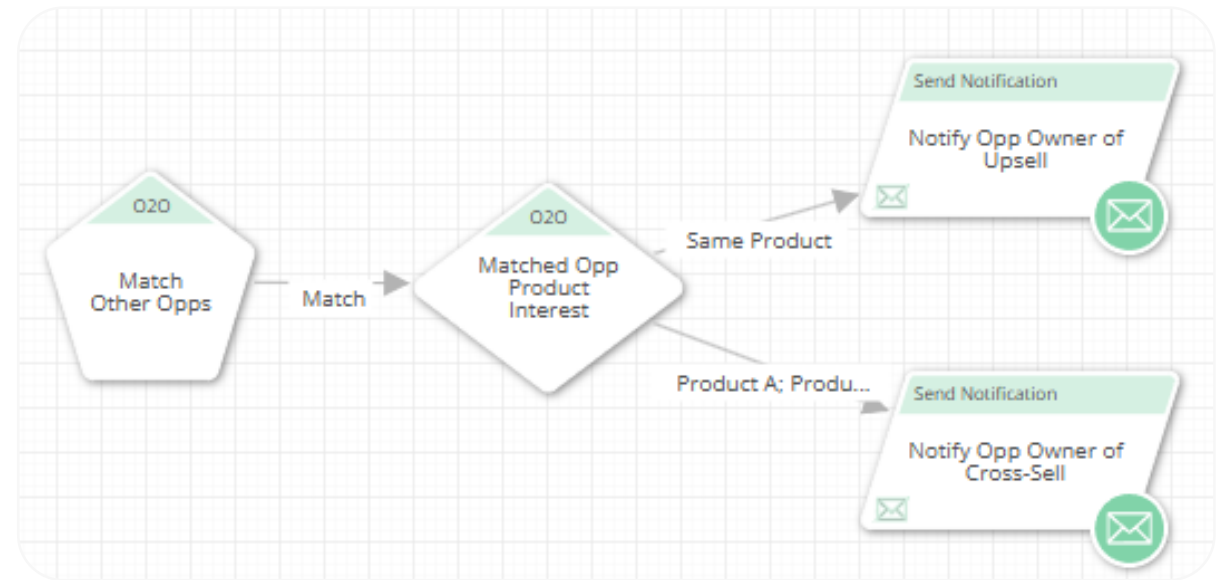 O2O
Match
Other Opps
Match
O2O
Matched Opp
Product
Interest
Same Product
Product A; Produ...
Send Notification
Notify Opp Owner of
Upsell
Send Notification
Notify Opp Owner of
Cross-Sell